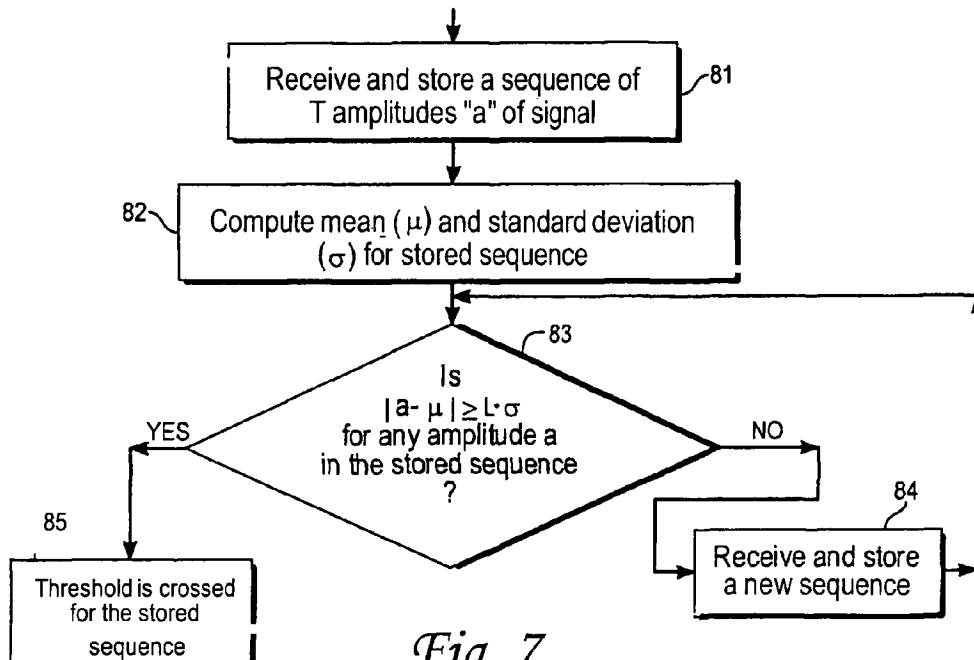 Receive and store a sequence of
T amplitudes "a" of signal
81
82
Compute mean (μ) and standard deviation
(σ) for stored sequence
83
Is
|a- μ| ≥ L·σ
for any amplitude a
in the stored sequence
?
YES
NO
84
Receive and store
a new sequence
85
Threshold is crossed
for the stored
sequence
Fig. 7